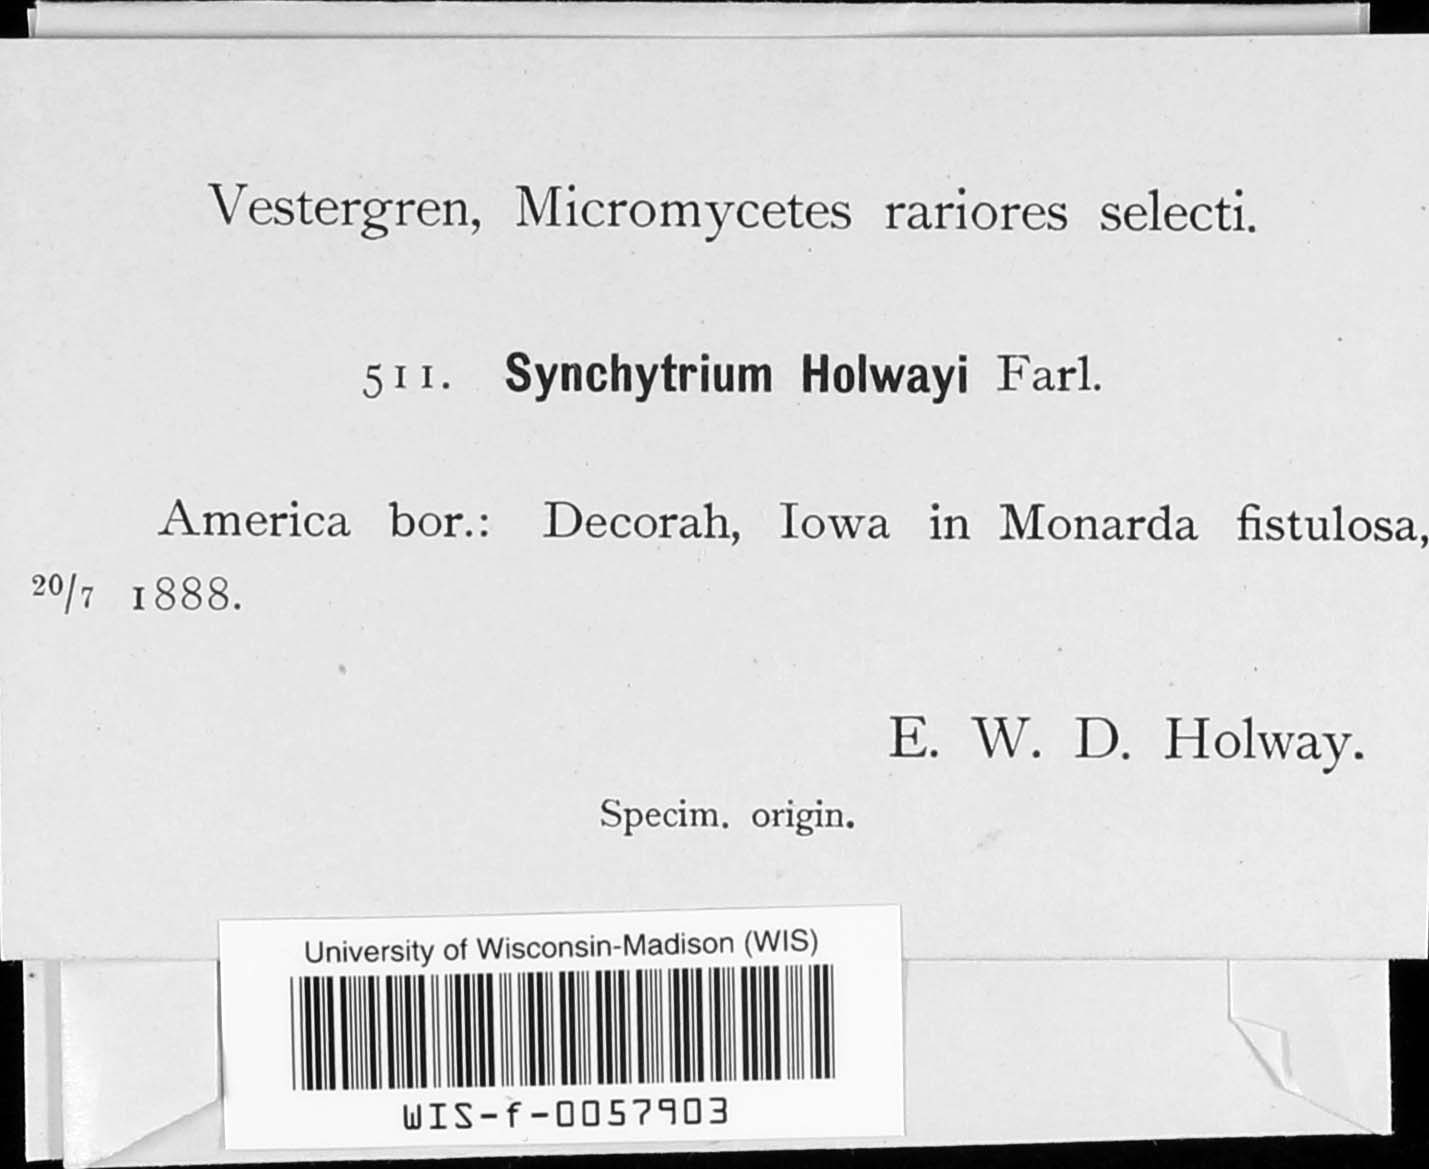 Vestergren, Micromycetes rariores selecti.
511. Synchytrium Holwayi Farl.
America bor.: Decorah, Iowa in Monarda fistulosa,
20/7 1888.
E. W. D. Holway.
Specim. origin.
University of Wisconsin-Madison (WIS)
WIS-f-0057903